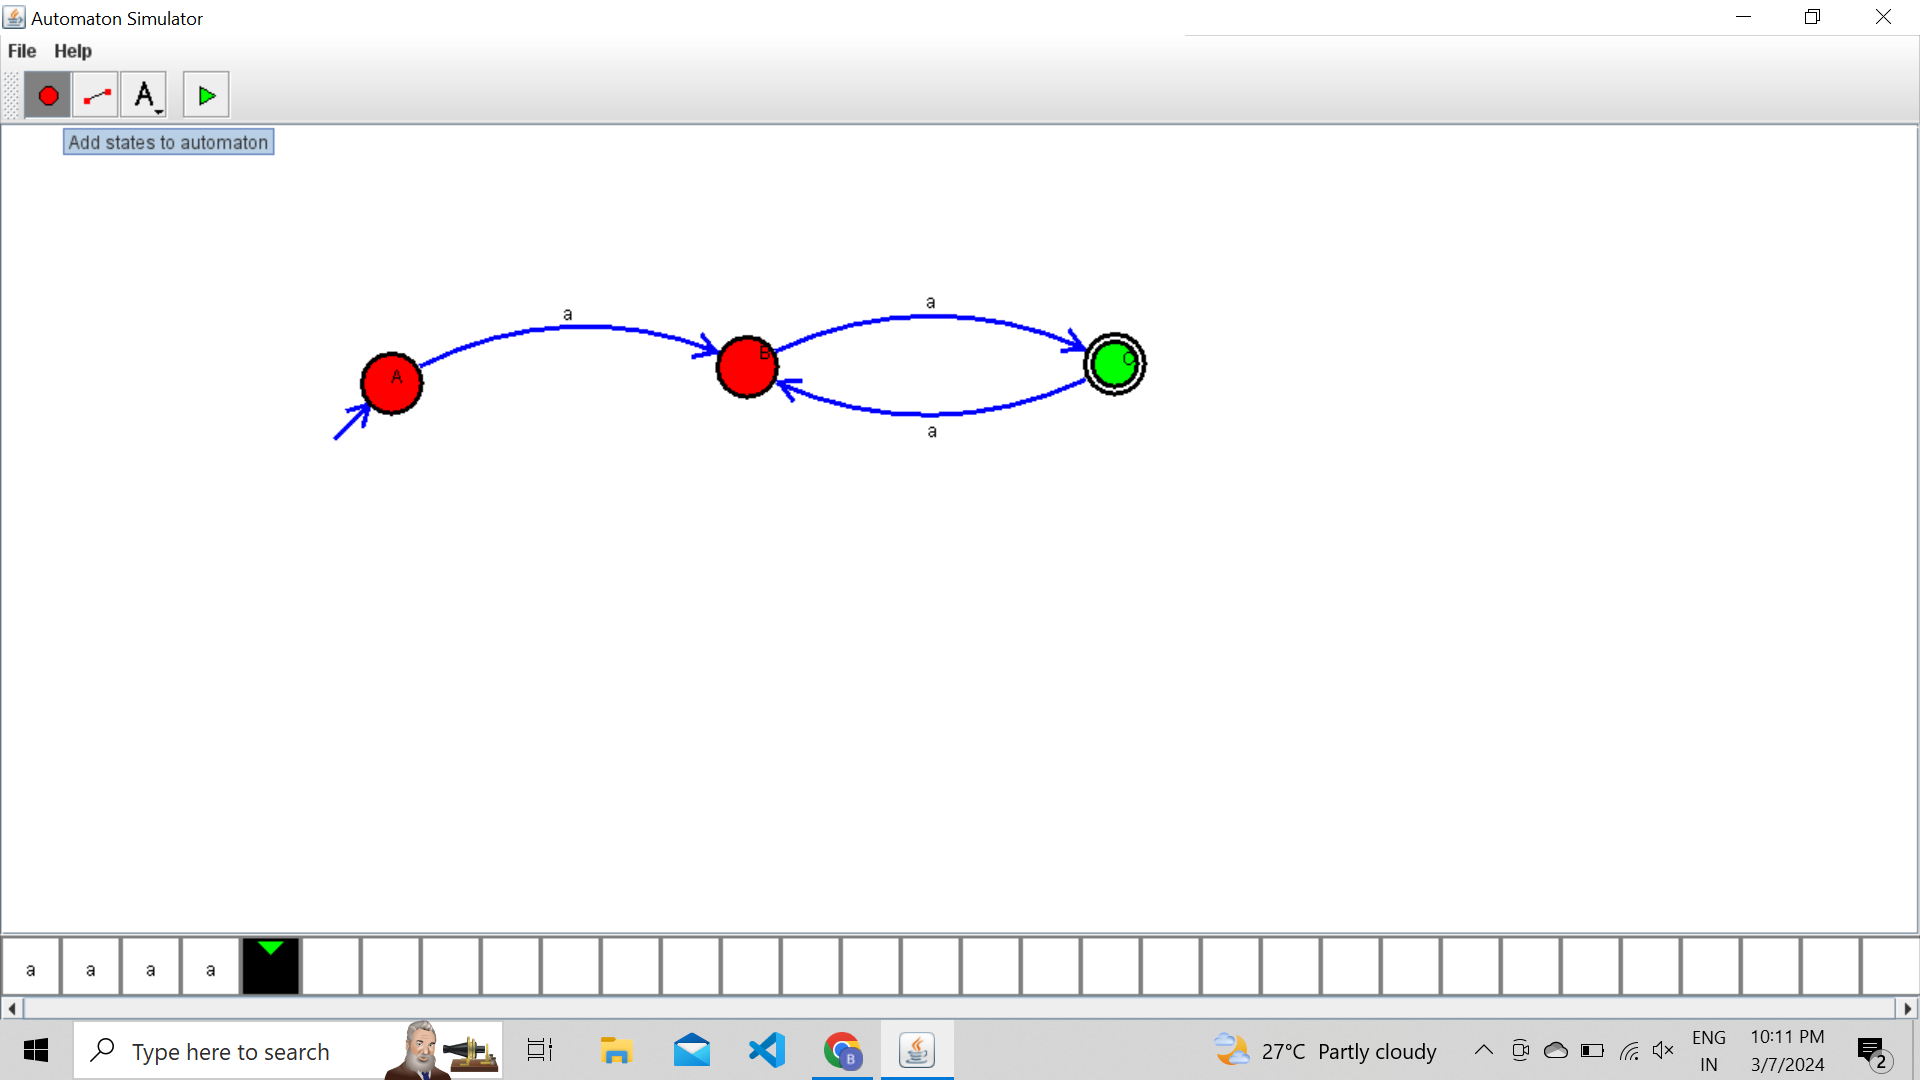 Automaton Simulator
File Help
A
Add states to automaton
a
a
A
B
C
a
a a a a
Type here to search
B
27°C Partly cloudy
ENG
IN
10:11 PM
3/7/2024
2